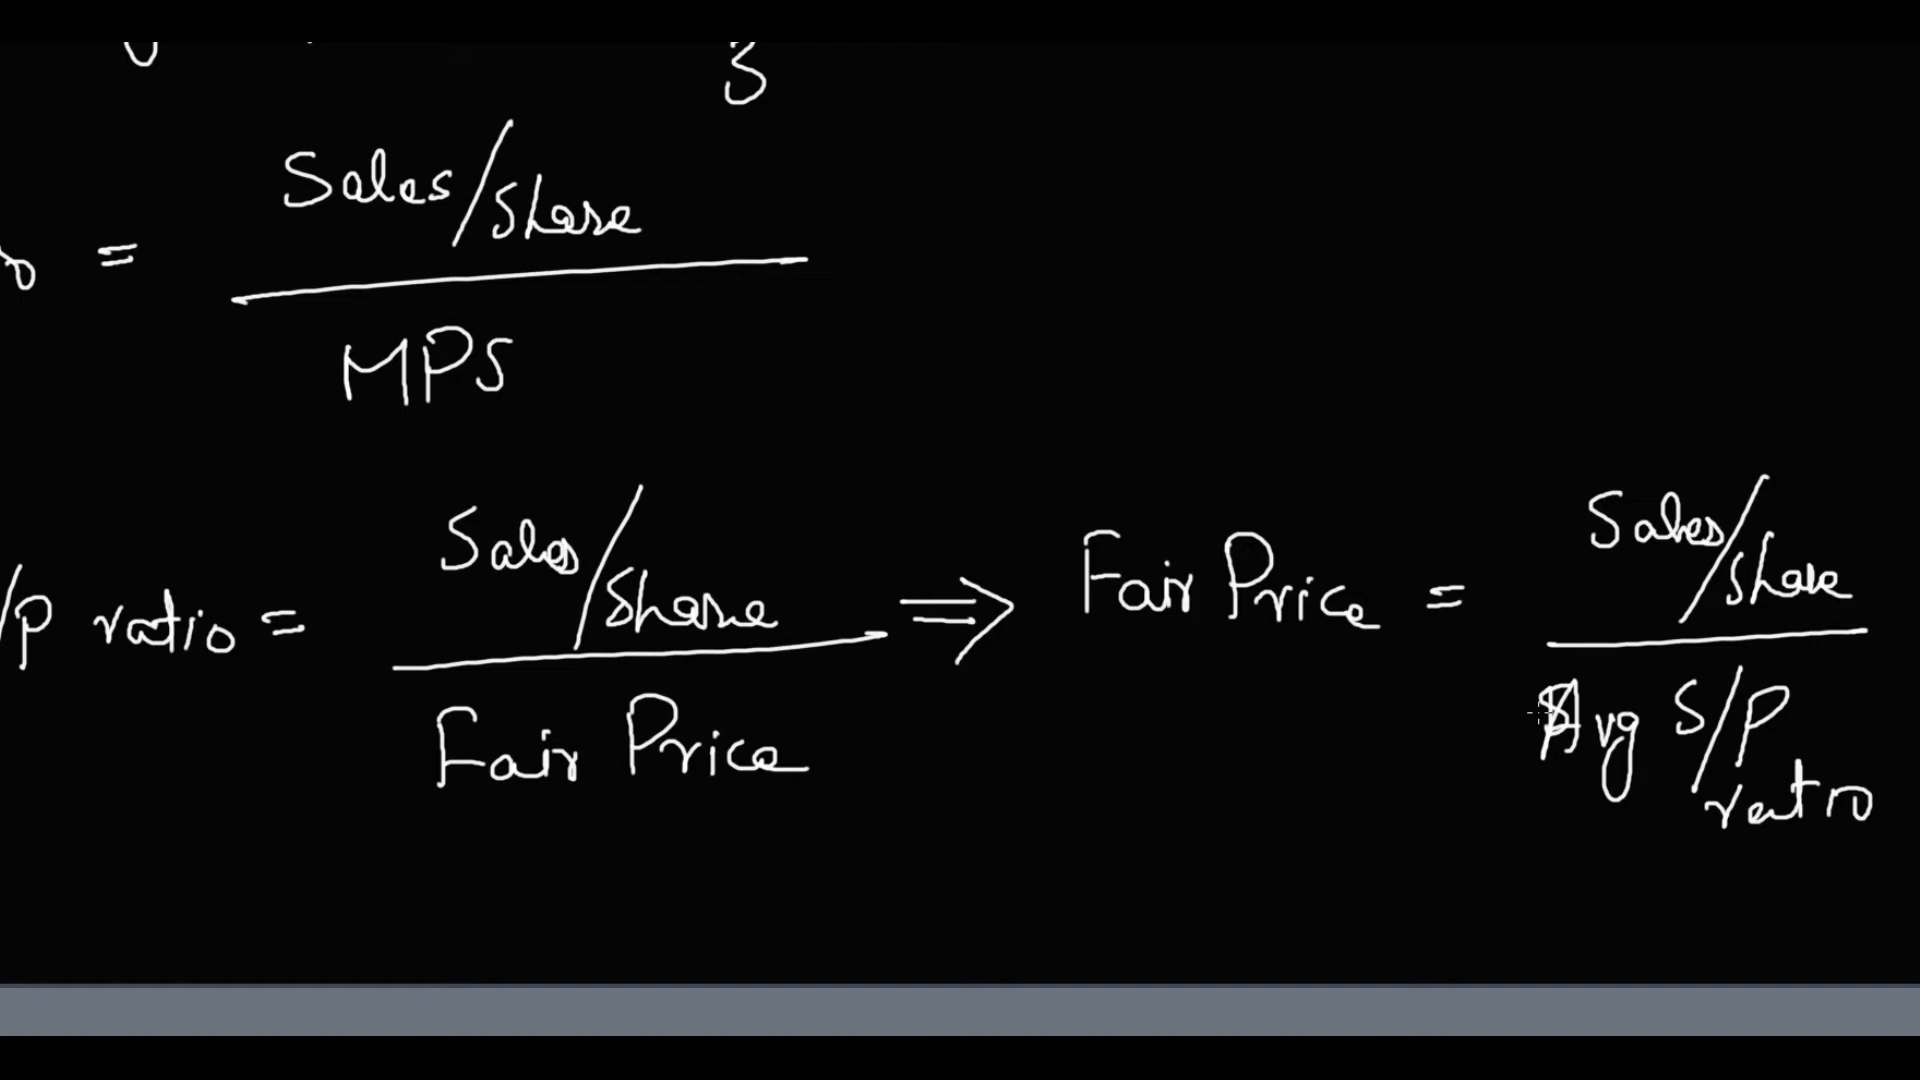 3
= Sales/Share
MPS
/P ratio = Sales/Share ⇒ Fair Price = Sales/Share
Fair Price Avg S/P
ratio